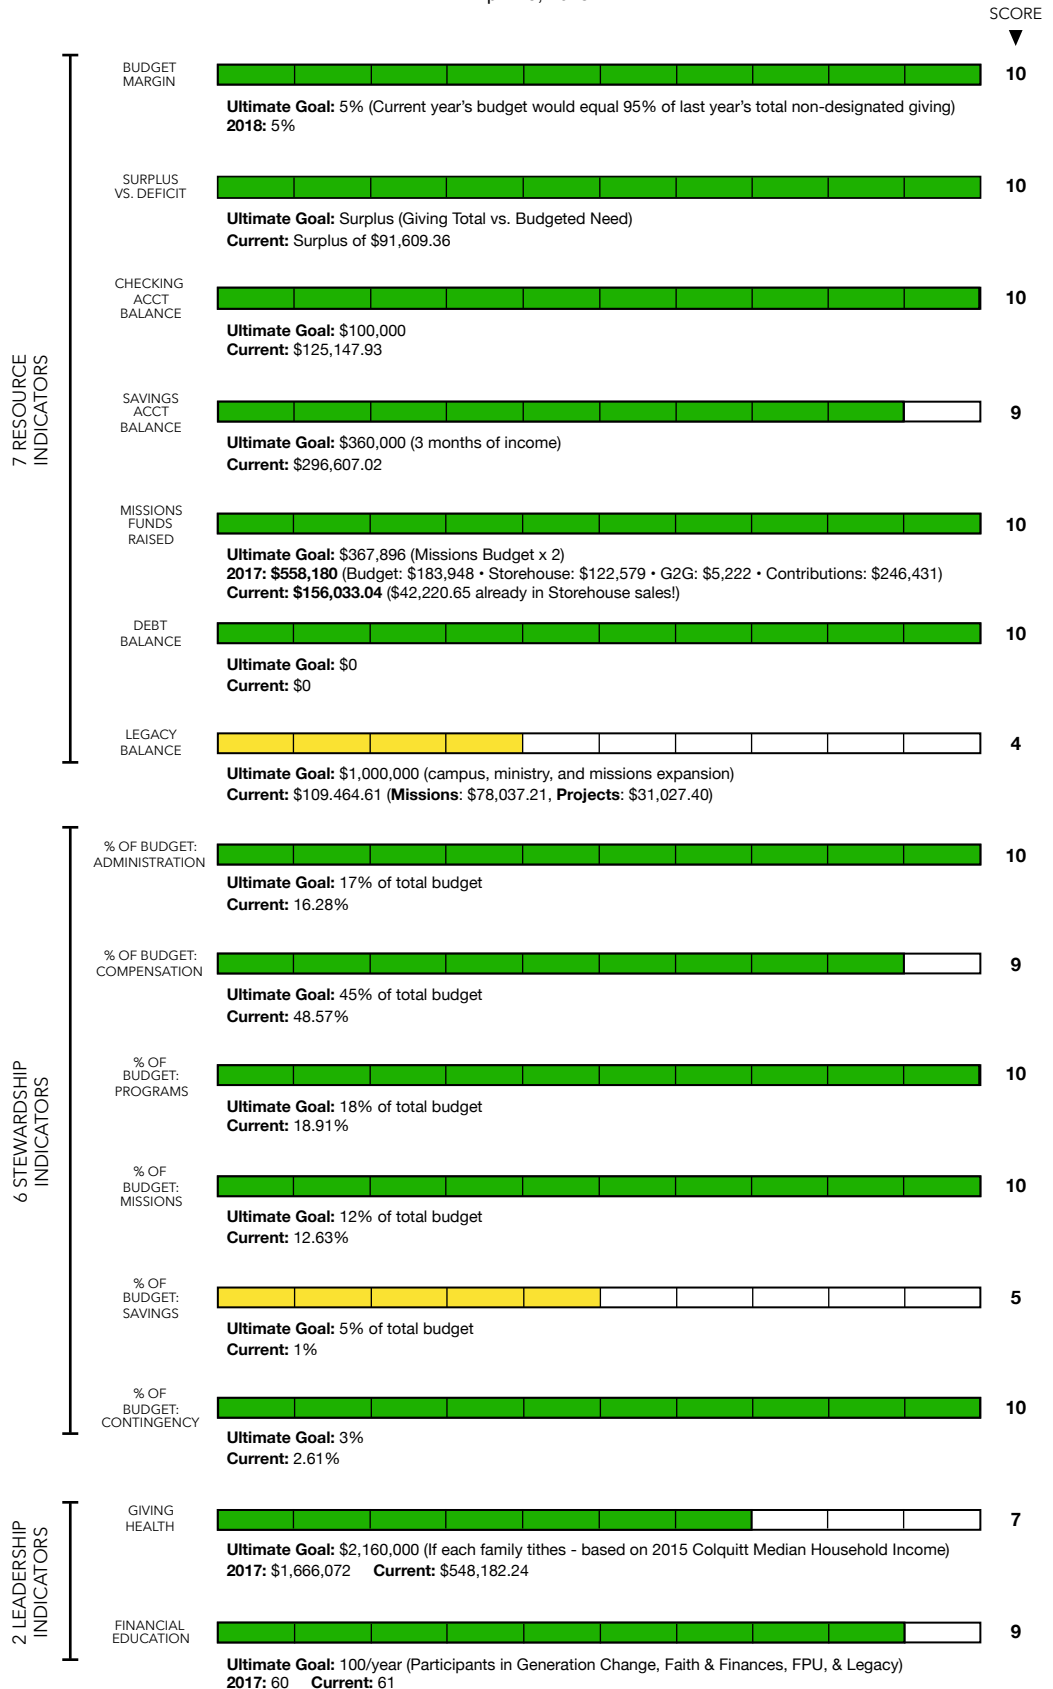 SCORE
BUDGET
MARGIN
10
Ultimate Goal: 5% (Current year's budget would equal 95% of last year's total non-designated giving)
2018: 5%
SURPLUS
VS. DEFICIT
10
Ultimate Goal: Surplus (Giving Total vs. Budgeted Need)
Current: Surplus of $91,609.36
CHECKING
ACCT
BALANCE
10
Ultimate Goal: $100,000
Current: $125,147.93
7 RESOURCE
INDICATORS
SAVINGS
ACCT
BALANCE
9
Ultimate Goal: $360,000 (3 months of income)
Current: $296,607.02
MISSIONS
FUNDS
RAISED
10
Ultimate Goal: $367,896 (Missions Budget x 2)
2017: $558,180 (Budget: $183,948 • Storehouse: $122,579 • G2G: $5,222 • Contributions: $246,431)
Current: $156,033.04 ($42,220.65 already in Storehouse sales!)
DEBT
BALANCE
10
Ultimate Goal: $0
Current: $0
LEGACY
BALANCE
4
Ultimate Goal: $1,000,000 (campus, ministry, and missions expansion)
Current: $109.464.61 (Missions: $78,037.21, Projects: $31,027.40)
% OF BUDGET:
ADMINISTRATION
10
Ultimate Goal: 17% of total budget
Current: 16.28%
% OF BUDGET:
COMPENSATION
9
Ultimate Goal: 45% of total budget
Current: 48.57%
6 STEWARDSHIP
INDICATORS
% OF
BUDGET:
PROGRAMS
10
Ultimate Goal: 18% of total budget
Current: 18.91%
% OF
BUDGET:
MISSIONS
10
Ultimate Goal: 12% of total budget
Current: 12.63%
% OF
BUDGET:
SAVINGS
5
Ultimate Goal: 5% of total budget
Current: 1%
% OF
BUDGET:
CONTINGENCY
10
Ultimate Goal: 3%
Current: 2.61%
2 LEADERSHIP
INDICATORS
GIVING
HEALTH
7
Ultimate Goal: $2,160,000 (If each family tithes - based on 2015 Colquitt Median Household Income)
2017: $1,666,072 Current: $548,182.24
FINANCIAL
EDUCATION
9
Ultimate Goal: 100/year (Participants in Generation Change, Faith & Finances, FPU, & Legacy)
2017: 60 Current: 61